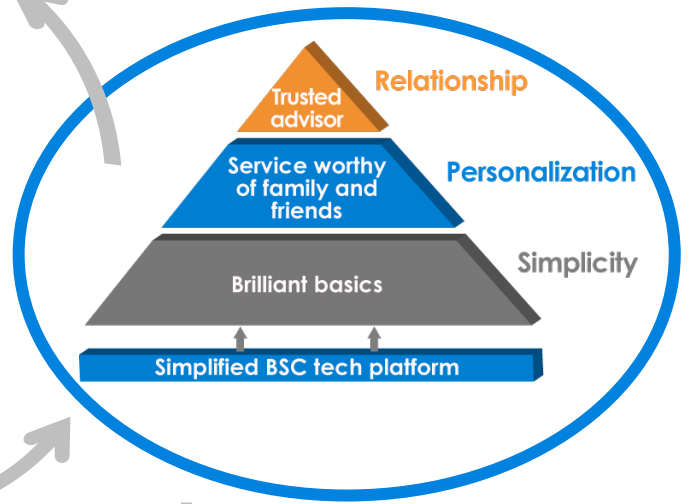 Trusted
advisor
Relationship
Service worthy
of family and
friends
Personalization
Brilliant basics
Simplicity
Simplified BSC tech platform